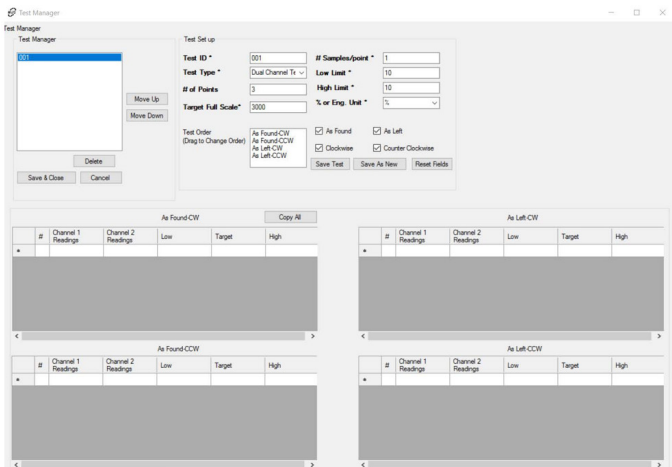 Test Manager
Test Manager
Test Manager
001
Move Up
Move Down
Delete
Save & Close
Cancel
Test Set up
Test ID * 001
Test Type * Dual Channel Te
# of Points 3
Target Full Scale* 3000
# Samples/point * 1
Low Limit * 10
High Limit * 10
% or Eng. Unit * %
Test Order
(Drag to Change Order)
As Found-CW
As Found-CCW
As Left-CW
As Left-CCW
As Found
As Left
Clockwise
Counter Clockwise
Save Test
Save As New
Reset Fields
As Found-CW
Copy All
# Channel 1 Readings Channel 2 Readings Low Target High
*
As Left-CW
# Channel 1 Readings Channel 2 Readings Low Target High
*
As Found-CCW
# Channel 1 Readings Channel 2 Readings Low Target High
*
As Left-CCW
# Channel 1 Readings Channel 2 Readings Low Target High
*